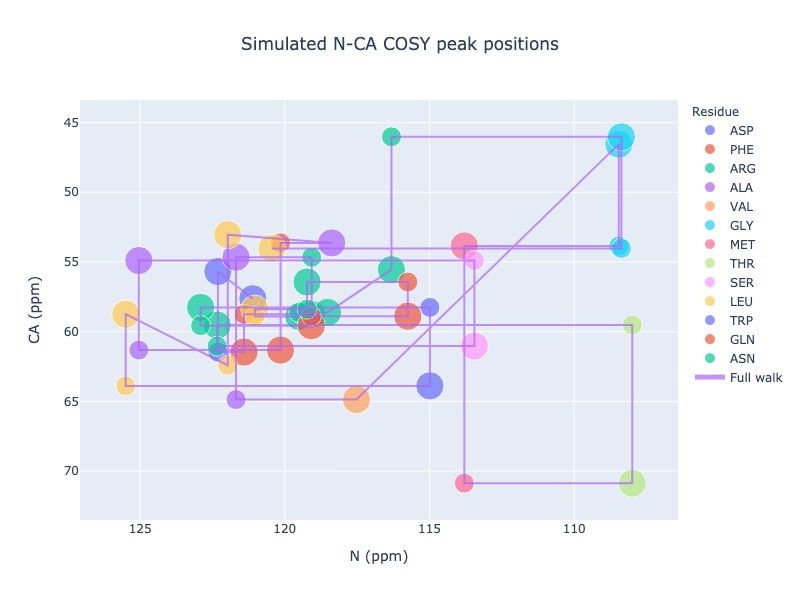 Simulated N-CA COSY peak positions
45
50
55
60
65
70
CA (ppm)
125
120
115
110
N (ppm)
Residue
ASP
PHE
ARG
ALA
VAL
GLY
MET
THR
SER
LEU
TRP
GLN
ASN
Full walk